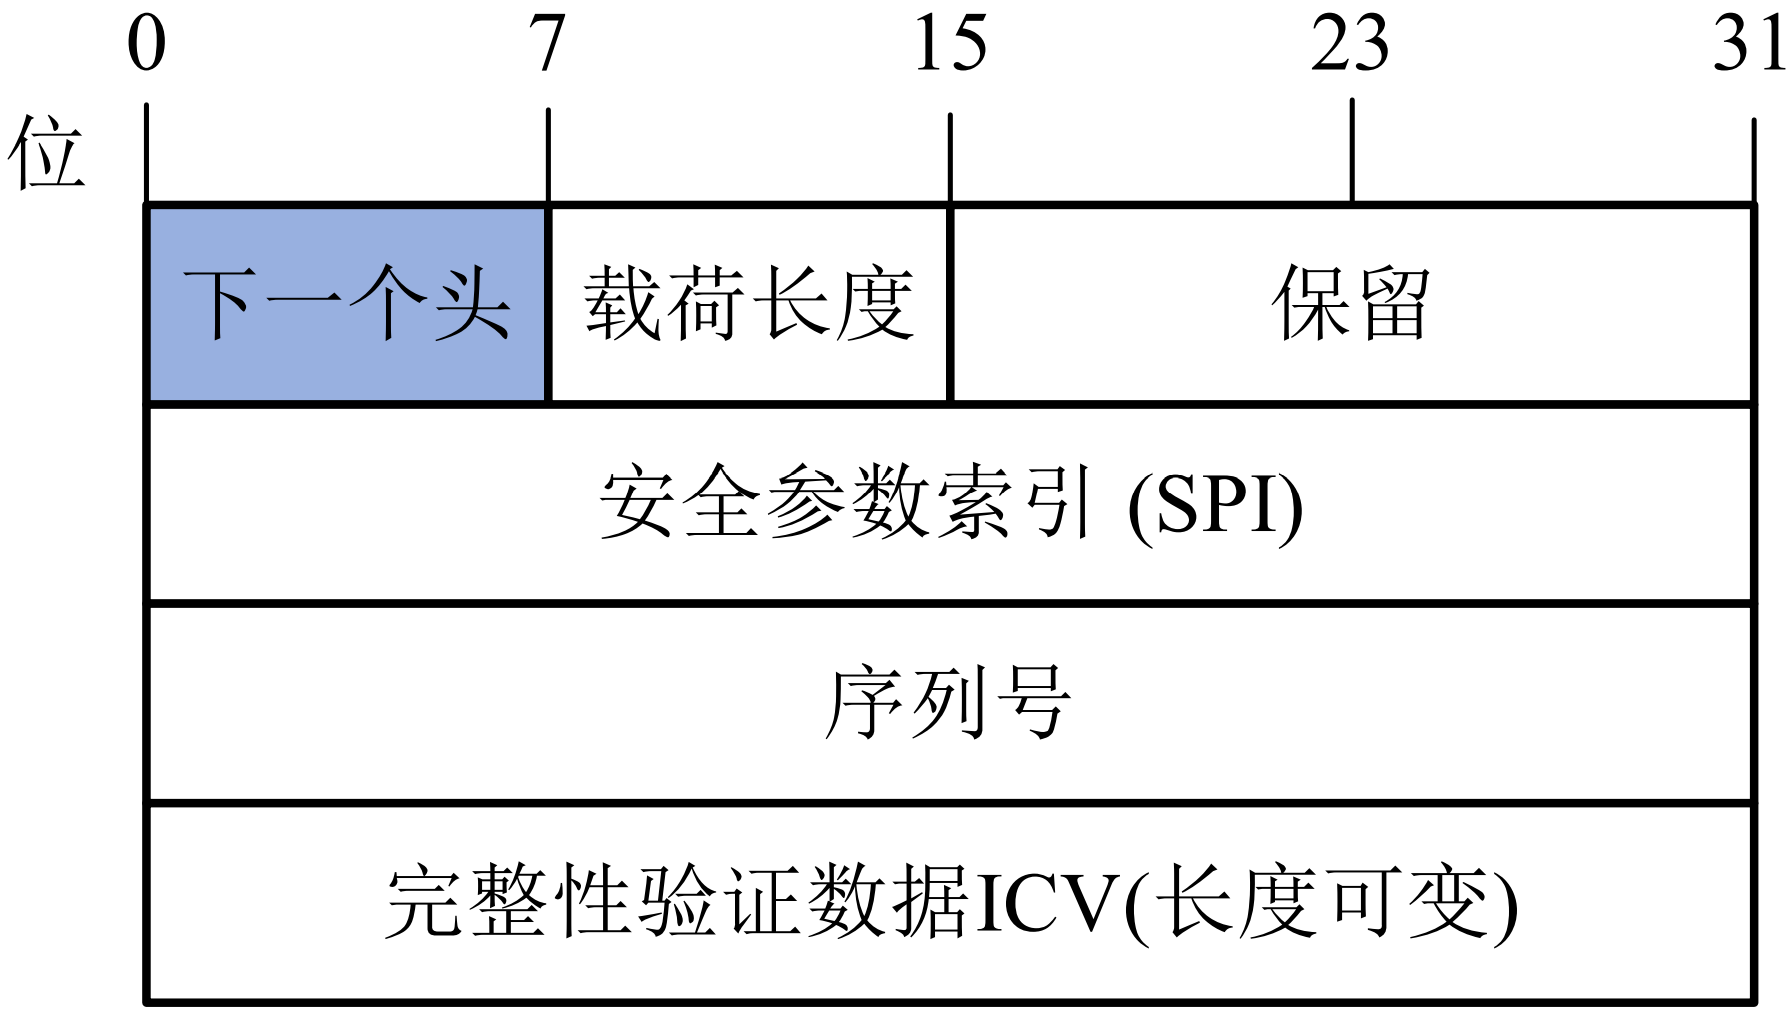 0 7 15 23 31
位
下一个头 载荷长度 保留
安全参数索引 (SPI)
序列号
完整性验证数据ICV(长度可变)